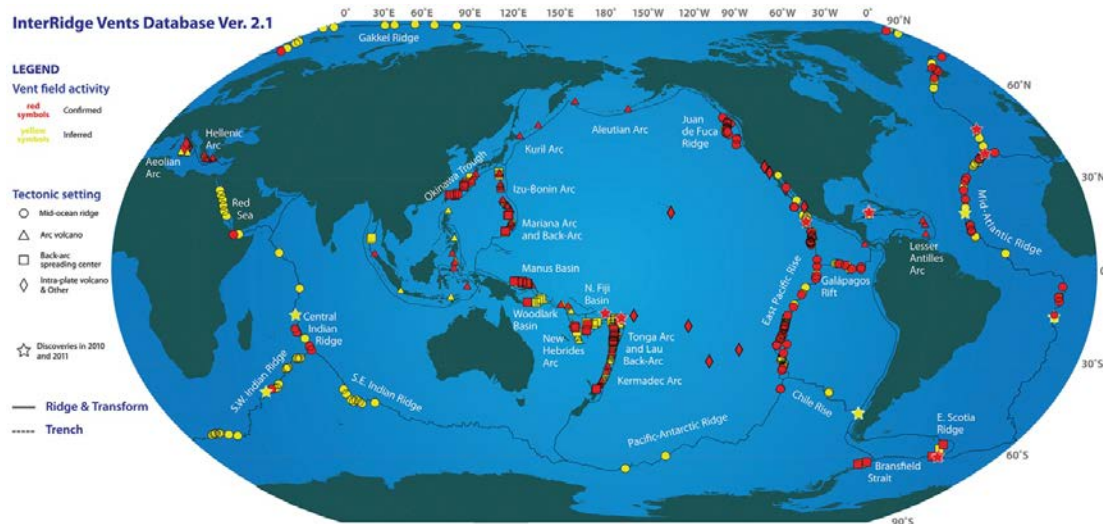 InterRidge Vents Database Ver. 2.1
LEGEND
Vent field activity
red
symbols
Confirmed
yellow
symbols
Inferred
Tectonic setting
Mid-ocean ridge
Arc volcano
Back-arc
spreading center
Intra-plate volcano
& Other
Discoveries in 2010
and 2011
Ridge & Transform
Trench
0°
30°E
60°E
90°E
120°E
150°E
180°
150°W
120°W
90°W
60°W
30°W
0°
90°N
60°N
30°N
0°
30°S
60°S
90°S
Gakkel Ridge
Aleutian Arc
Kuril Arc
Juan
de Fuca
Ridge
Hellenic
Arc
Aeolian
Arc
Okinawa Trough
Izu-Bonin Arc
Red
Sea
Mariana Arc
and Back-Arc
Mid-Atlantic Ridge
Lesser
Antilles
Arc
Manus Basin
N. Fiji
Basin
Galápagos
Rift
East Pacific Rise
Woodlark
Basin
Central
Indian
Ridge
New
Hebrides
Arc
Tonga Arc
and Lau
Back-Arc
Kermadec Arc
S.W. Indian Ridge
S.E. Indian Ridge
Chile Rise
Pacific-Antarctic Ridge
E. Scotia
Ridge
Bransfield
Strait